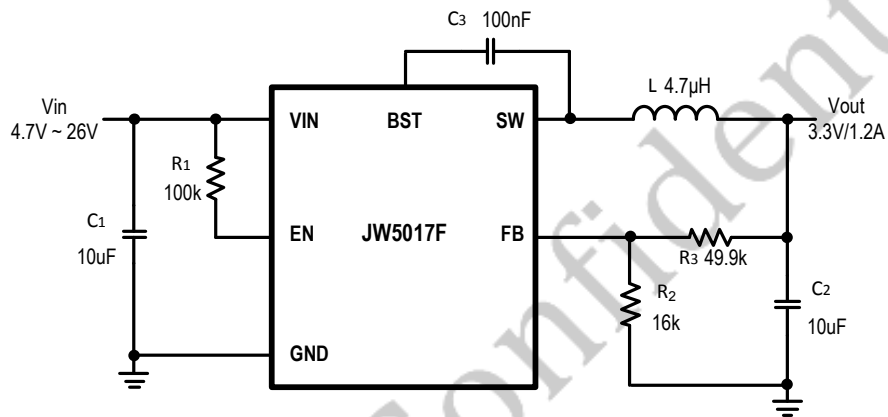 C3 100nF
L 4.7µH
Vin
4.7V ~ 26V
VIN
BST
SW
Vout
3.3V/1.2A
R1
100k
C1
10uF
EN
JW5017F
FB
R3 49.9k
R2
16k
C2
10uF
GND
Confident